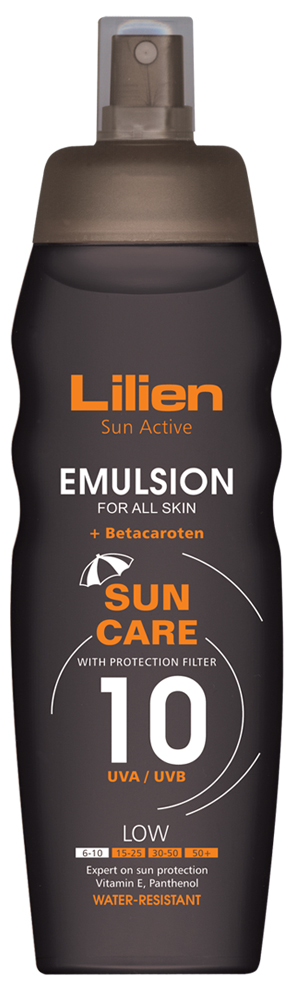 Lilien
Sun Active
EMULSION
FOR ALL SKIN
+ Betacaroten
SUN
CARE
WITH PROTECTION FILTER
10
UVA / UVB
LOW
6-10 15-25 30-50 50+
Expert on sun protection
Vitamin E, Panthenol
WATER-RESISTANT